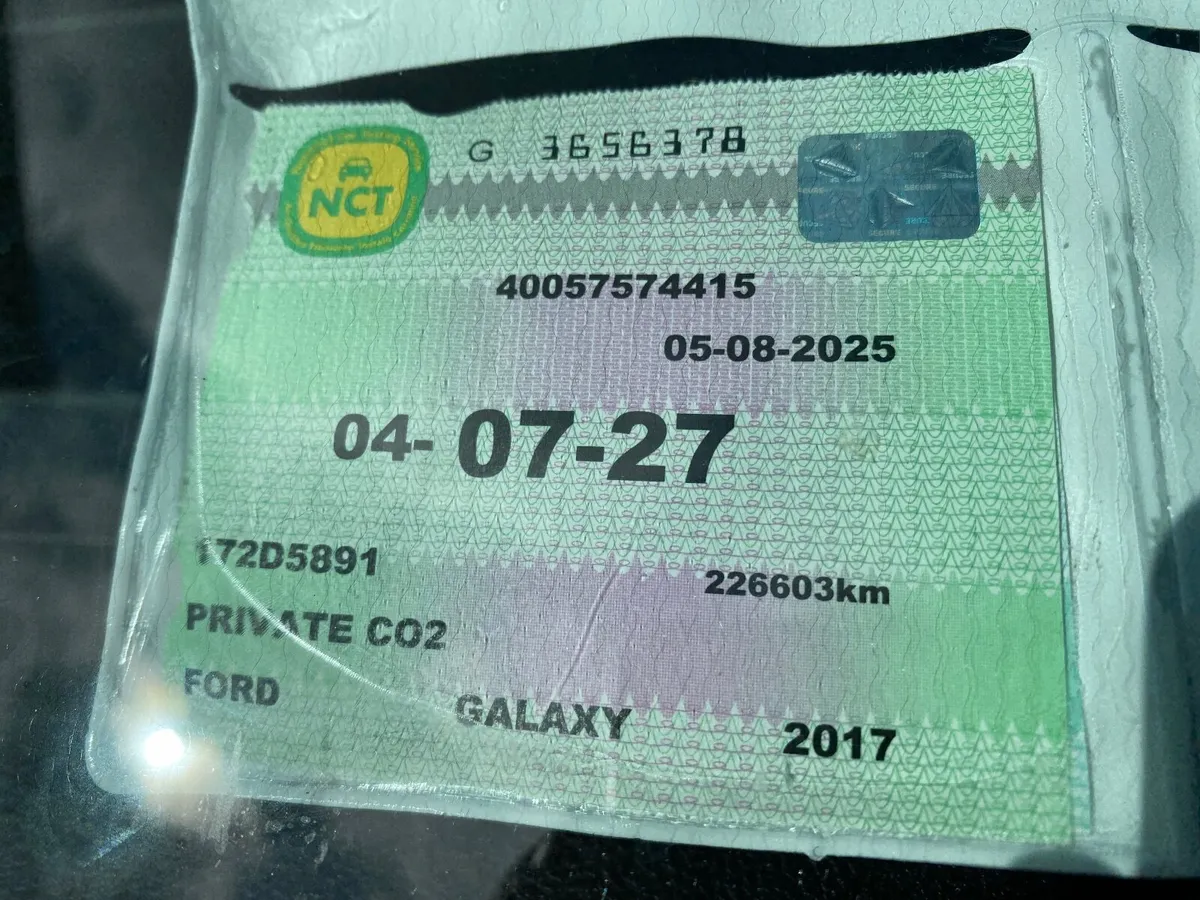 NCT
G 3656378
40057574415
05-08-2025
04- 07-27
172D5891
226603km
PRIVATE CO2
FORD GALAXY 2017